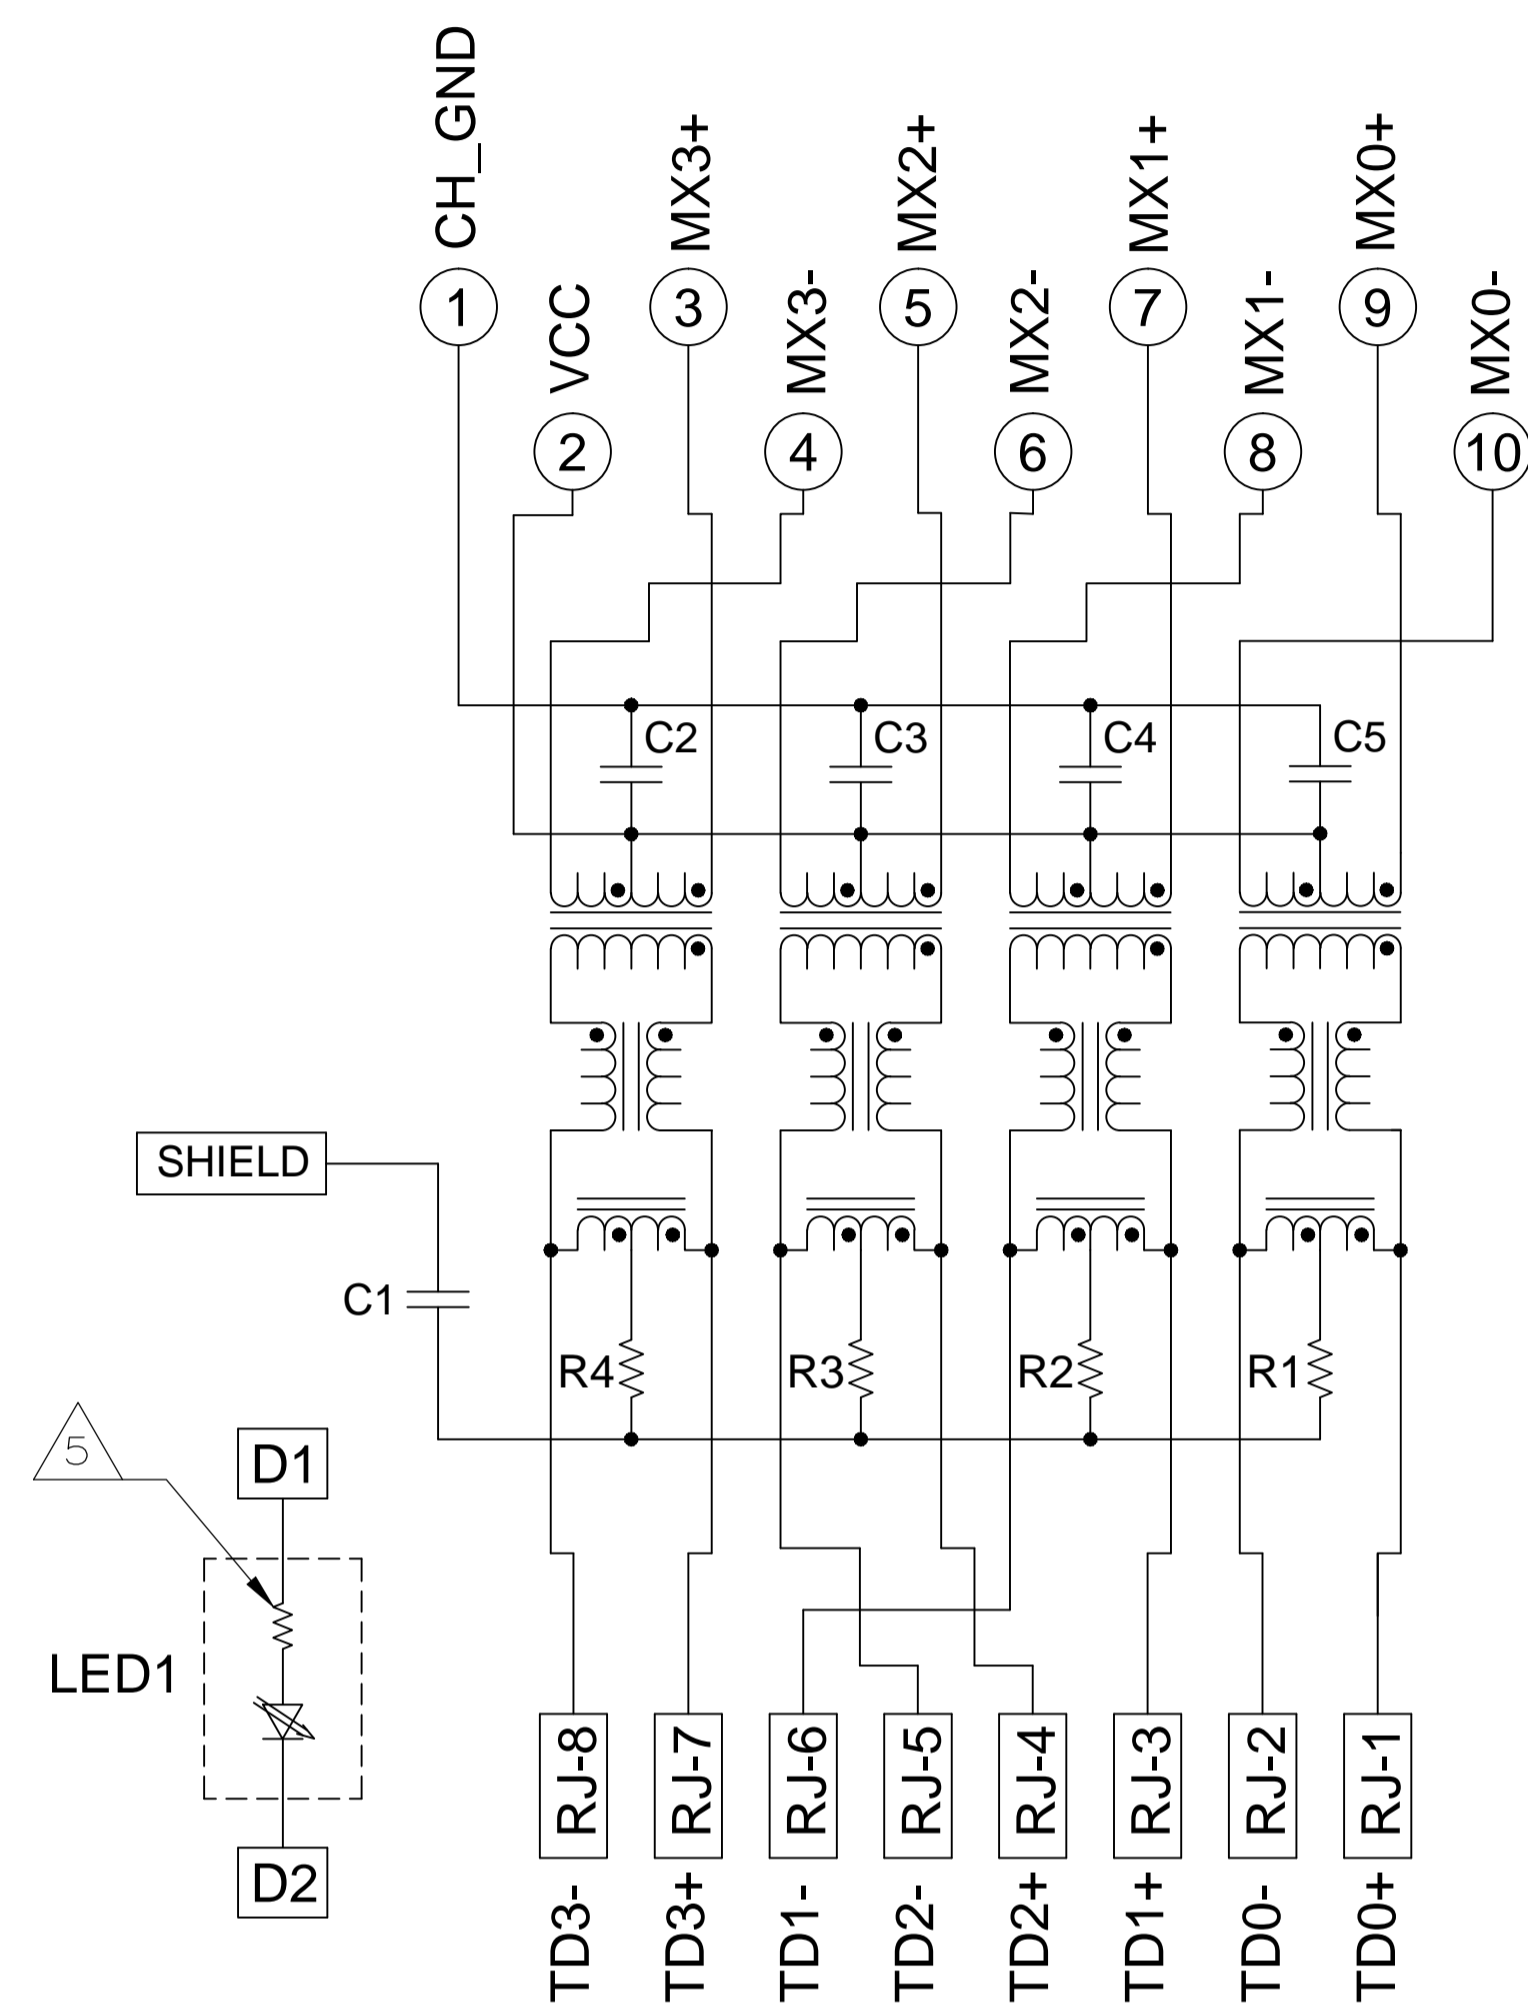 CH_GND
MX3+
MX2+
MX1+
MX0+
VCC
MX3-
MX2-
MX1-
MX0-
1
3
5
7
9
2
4
6
8
10
C2
C3
C4
C5
SHIELD
C1
R4
R3
R2
R1
5
D1
LED1
D2
RJ-8
RJ-7
RJ-6
RJ-5
RJ-4
RJ-3
RJ-2
RJ-1
TD3-
TD3+
TD1-
TD2-
TD2+
TD1+
TD0-
TD0+